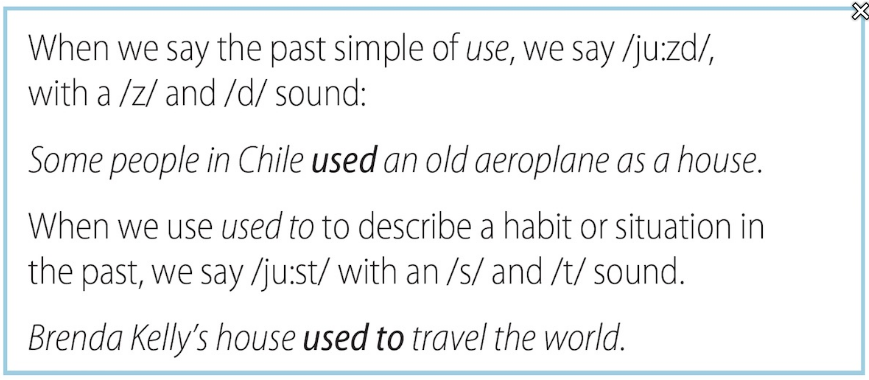 When we say the past simple of use, we say /ju:zd/,
with a /z/ and /d/ sound:
Some people in Chile used an old aeroplane as a house.
When we use used to to describe a habit or situation in
the past, we say /ju:st/ with an /s/ and /t/ sound.
Brenda Kelly’s house used to travel the world.